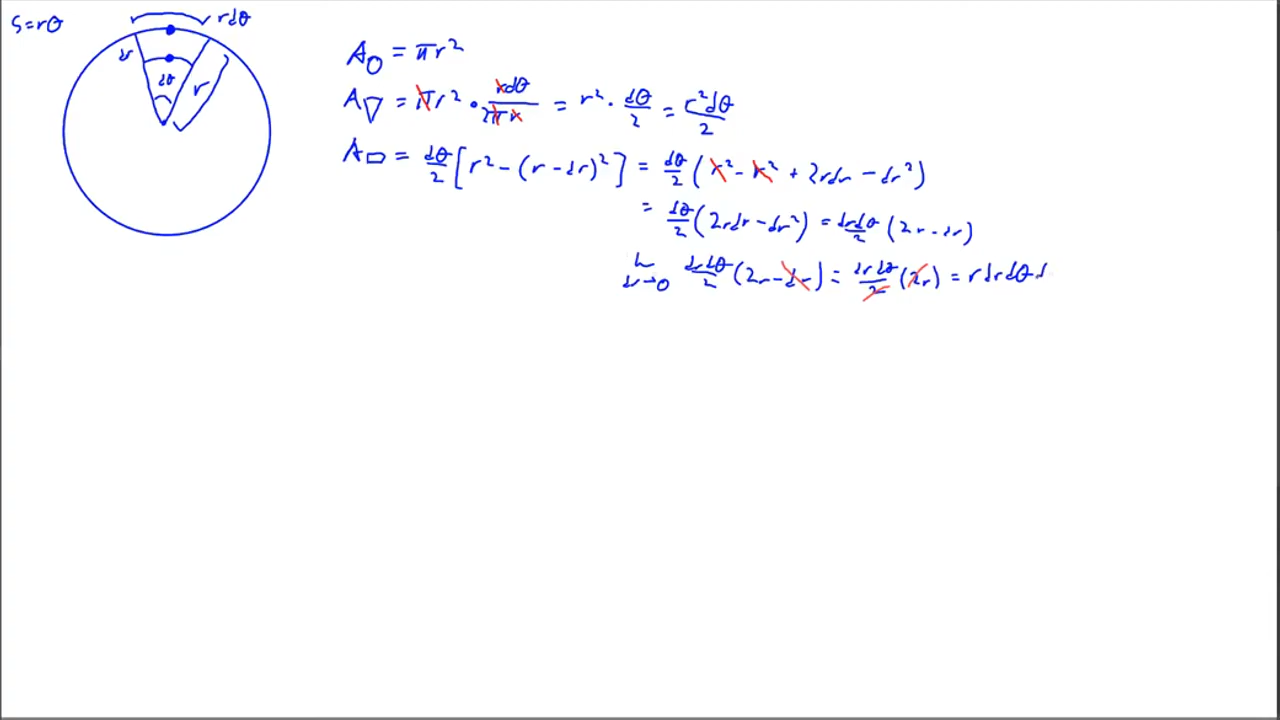 S=rθ
rdθ
dr
dθ
r
A○ = πr²
A▽ = πr² · rdθ/2πr = r² · dθ/2 = r²dθ/2
A▭ = dθ/2 [r² - (r - dr)²] = dθ/2 (r² - r² + 2rdr - dr²)
= dθ/2 (2rdr - dr²) = drdθ/2 (2r - dr)
lim dr→0 drdθ/2 (2r - dr) = drdθ/2 (2r) = rdrdθ